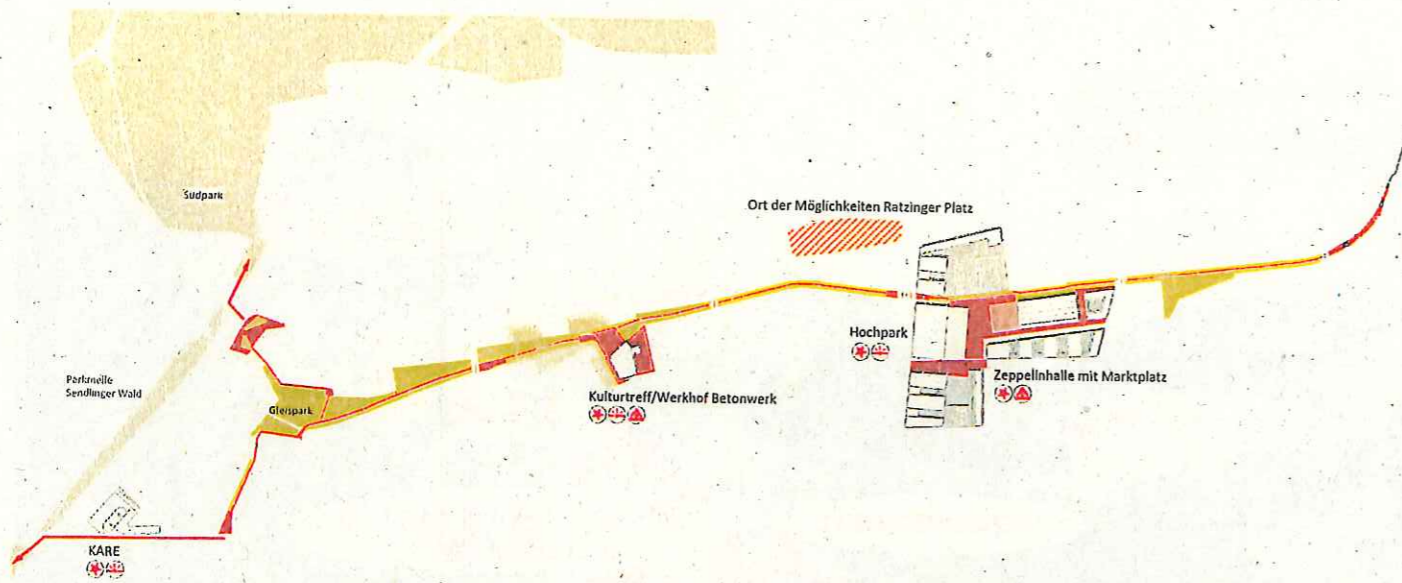 Südpark
Ort der Möglichkeiten Ratzinger Platz
Hochpark
Zeppelinhalle mit Marktplatz
Parkmeile
Sendlinger Wald
Gleispark
Kulturtreff/Werkhof Betonwerk
KARE